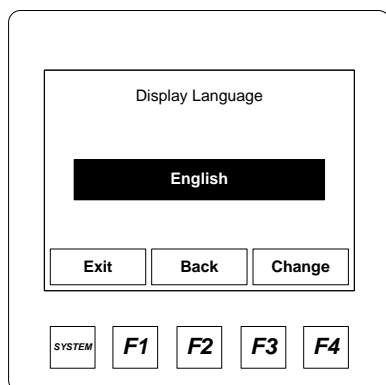 Display Language
English
Exit Back Change
SYSTEM F1 F2 F3 F4